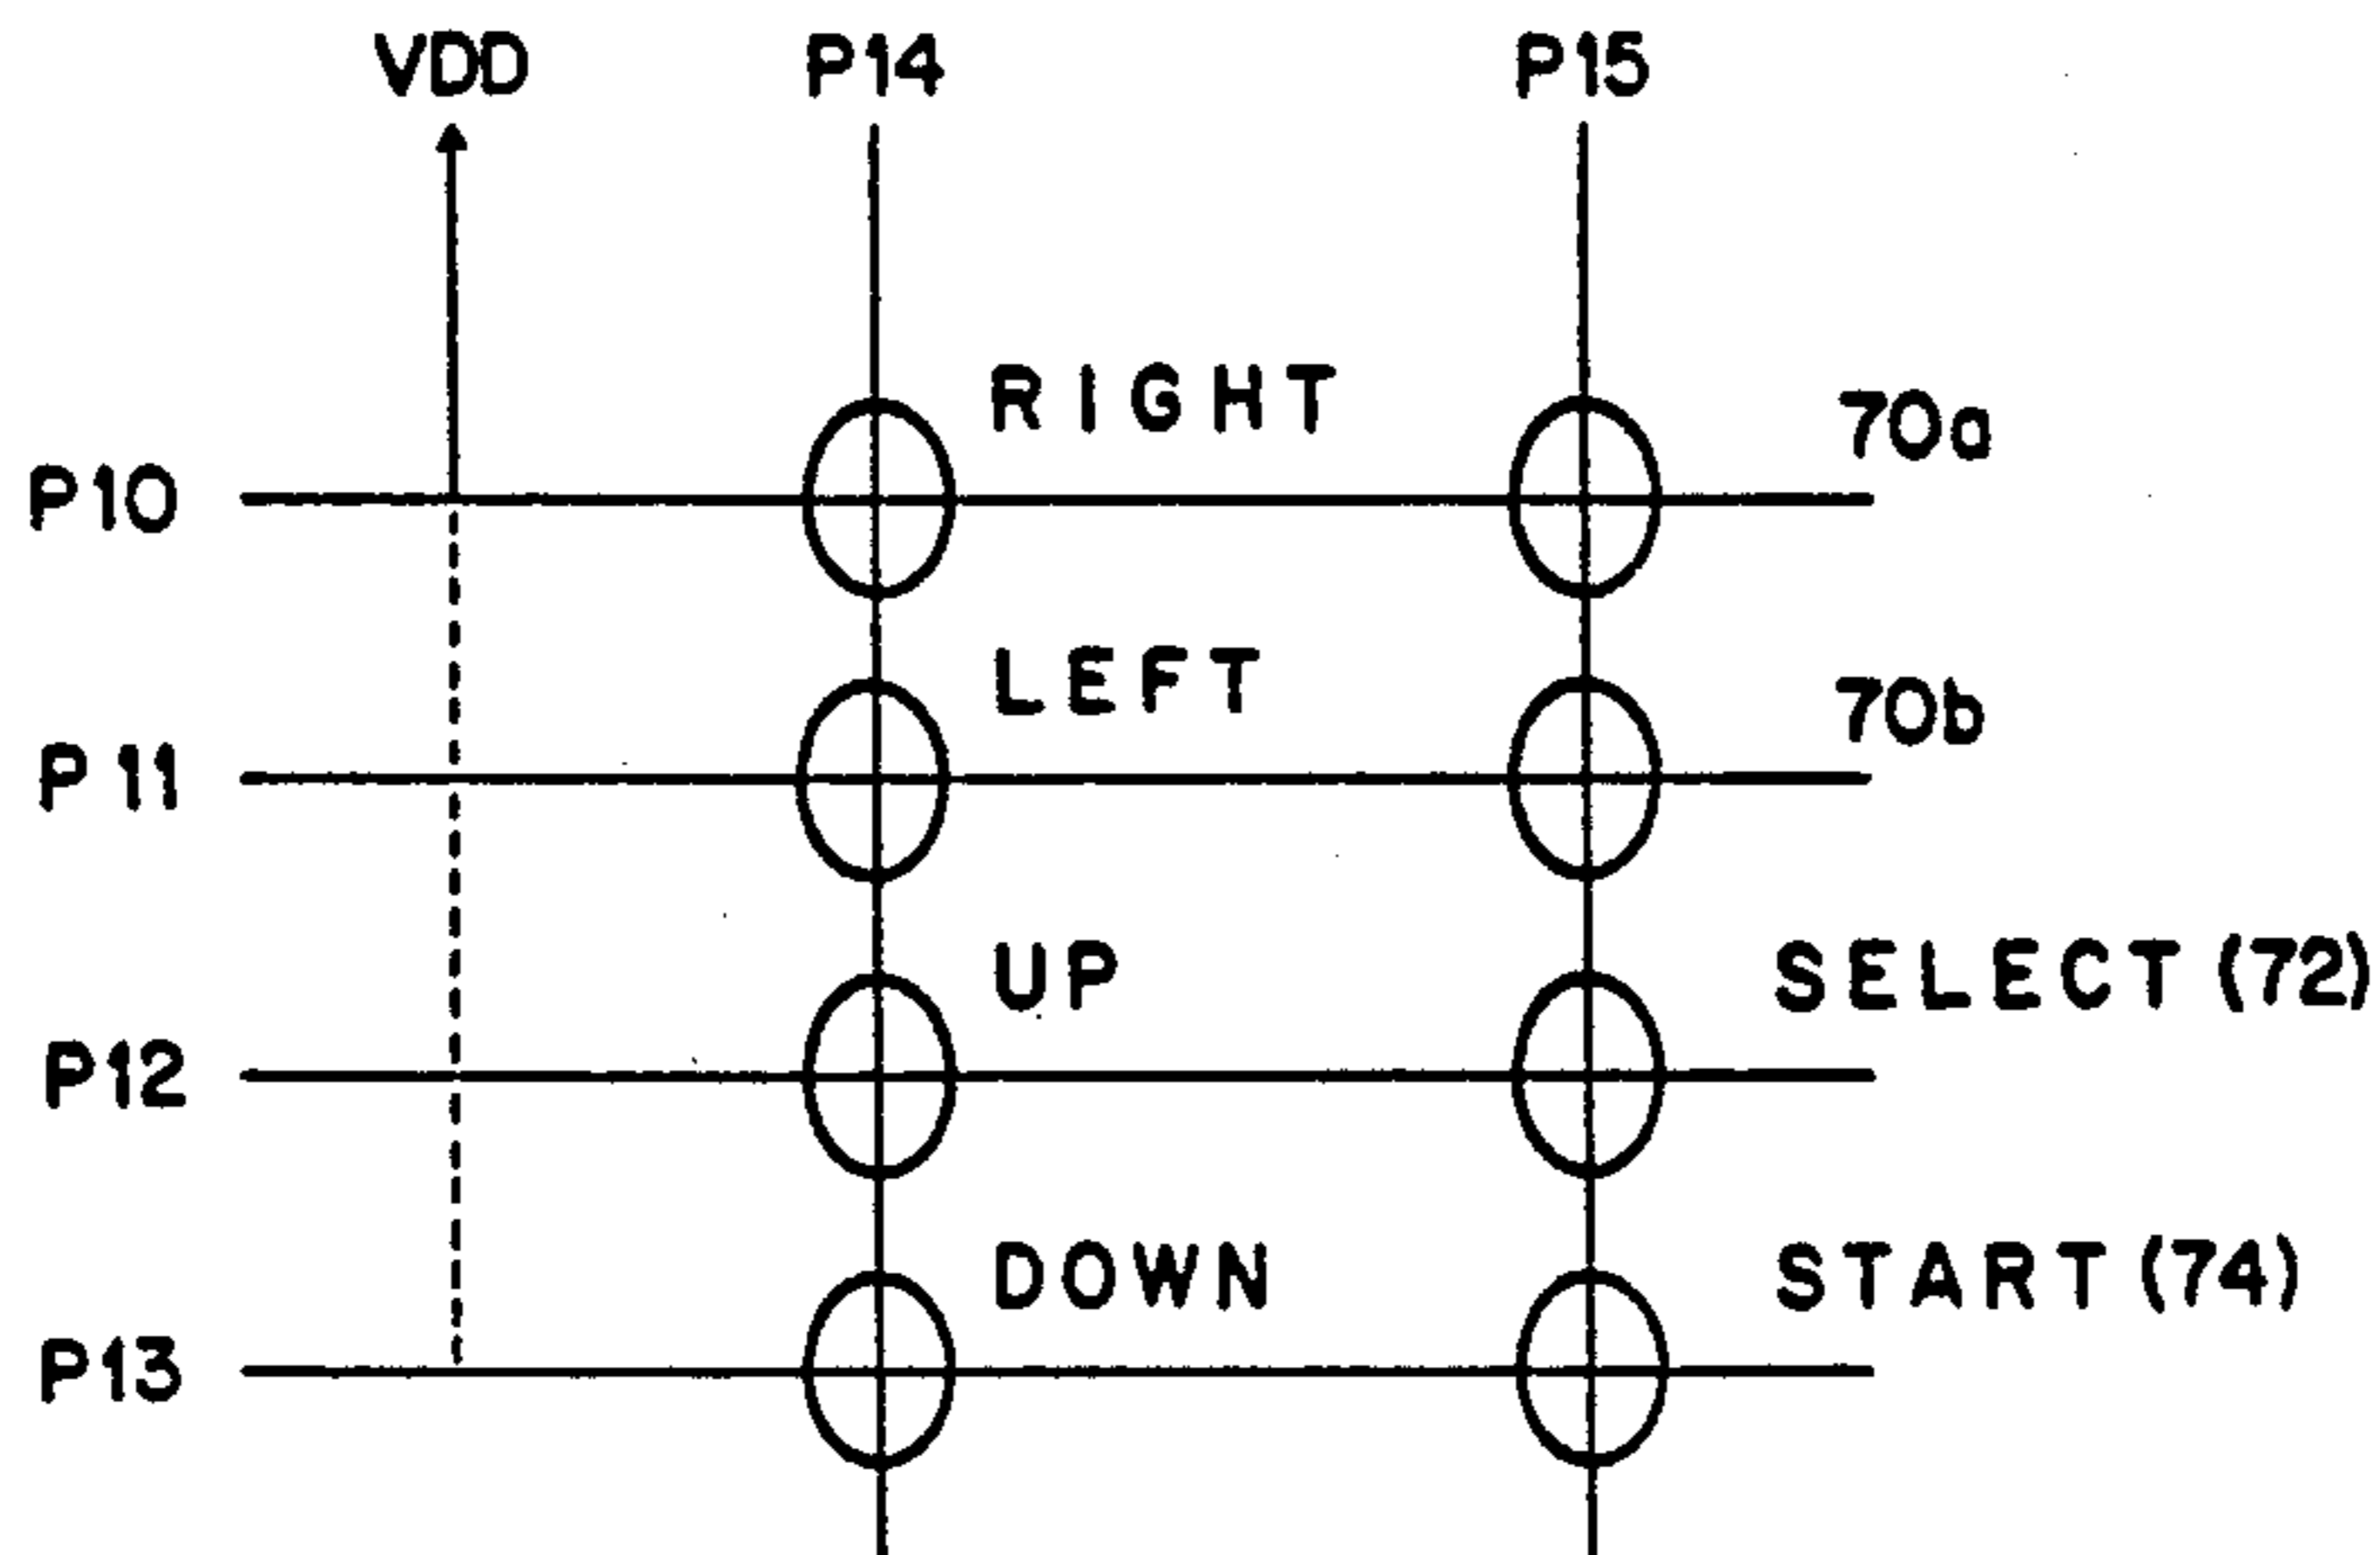 VDD P14 P15
RIGHT
70a
P10
LEFT
70b
P11
UP
SELECT (72)
P12
DOWN
START (74)
P13